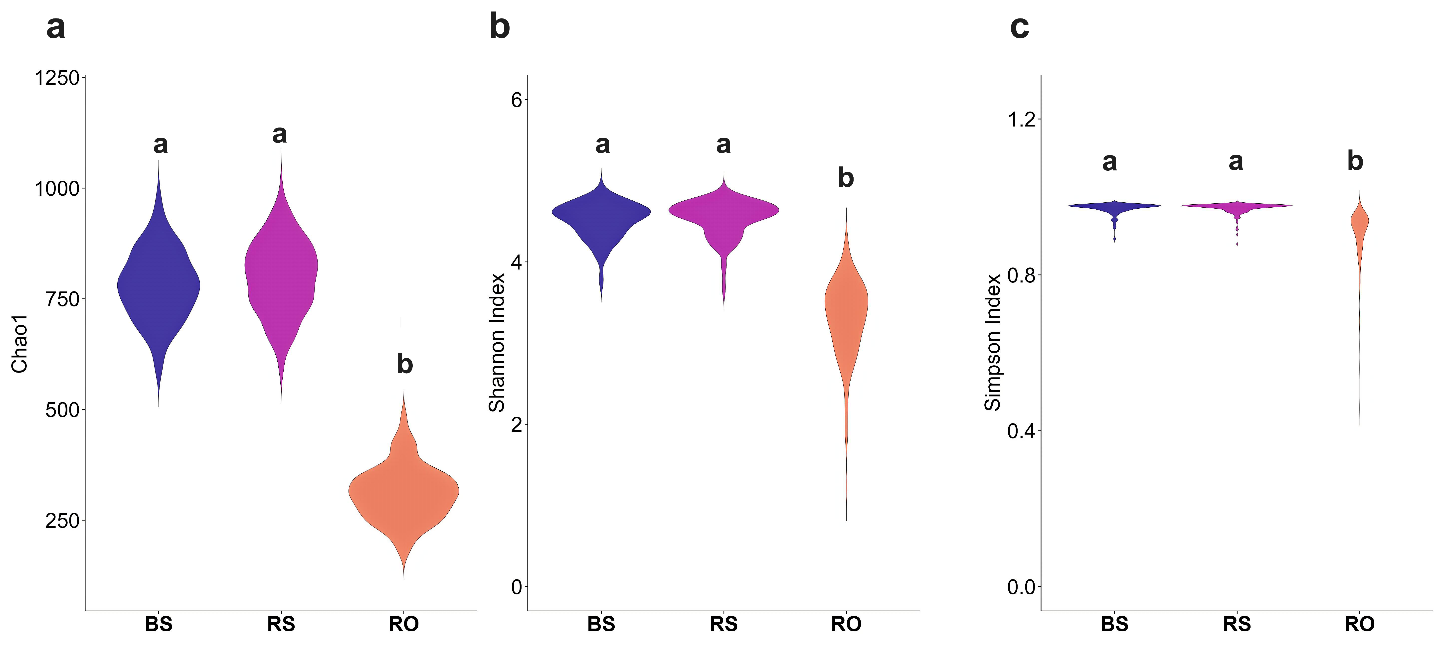 a
1250
1000
750
500
250
Chao1
a
a
b
BS
RS
RO
b
6
4
2
0
Shannon Index
a
a
b
BS
RS
RO
c
1.2
0.8
0.4
0.0
Simpson Index
a
a
b
BS
RS
RO